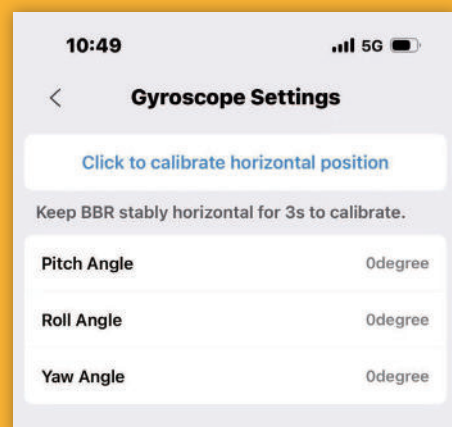 10:49
5G
Gyroscope Settings
Click to calibrate horizontal position
Keep BBR stably horizontal for 3s to calibrate.
Pitch Angle 0degree
Roll Angle 0degree
Yaw Angle 0degree